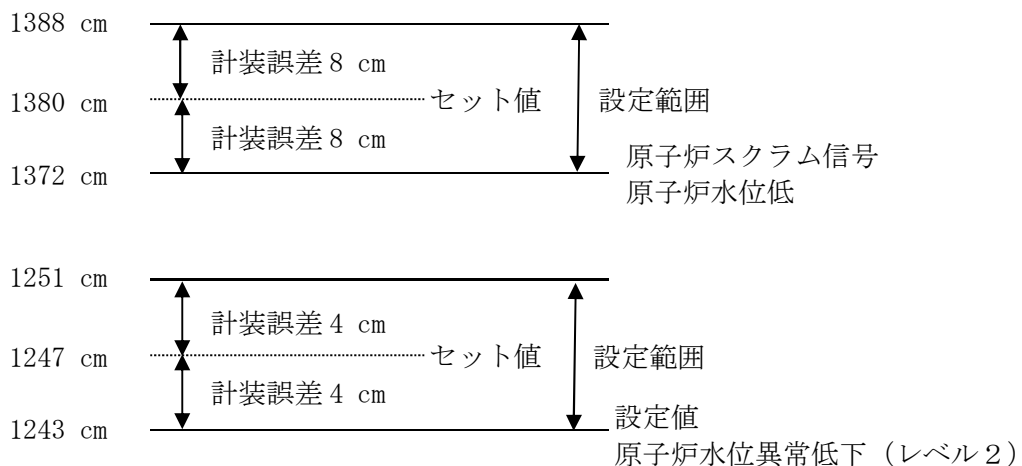 1388 cm
計装誤差８ cm
1380 cm
セット値
設定範囲
計装誤差８ cm
1372 cm
原子炉スクラム信号
原子炉水位低
1251 cm
計装誤差４ cm
1247 cm
セット値
設定範囲
計装誤差４ cm
1243 cm
設定値
原子炉水位異常低下（レベル２）